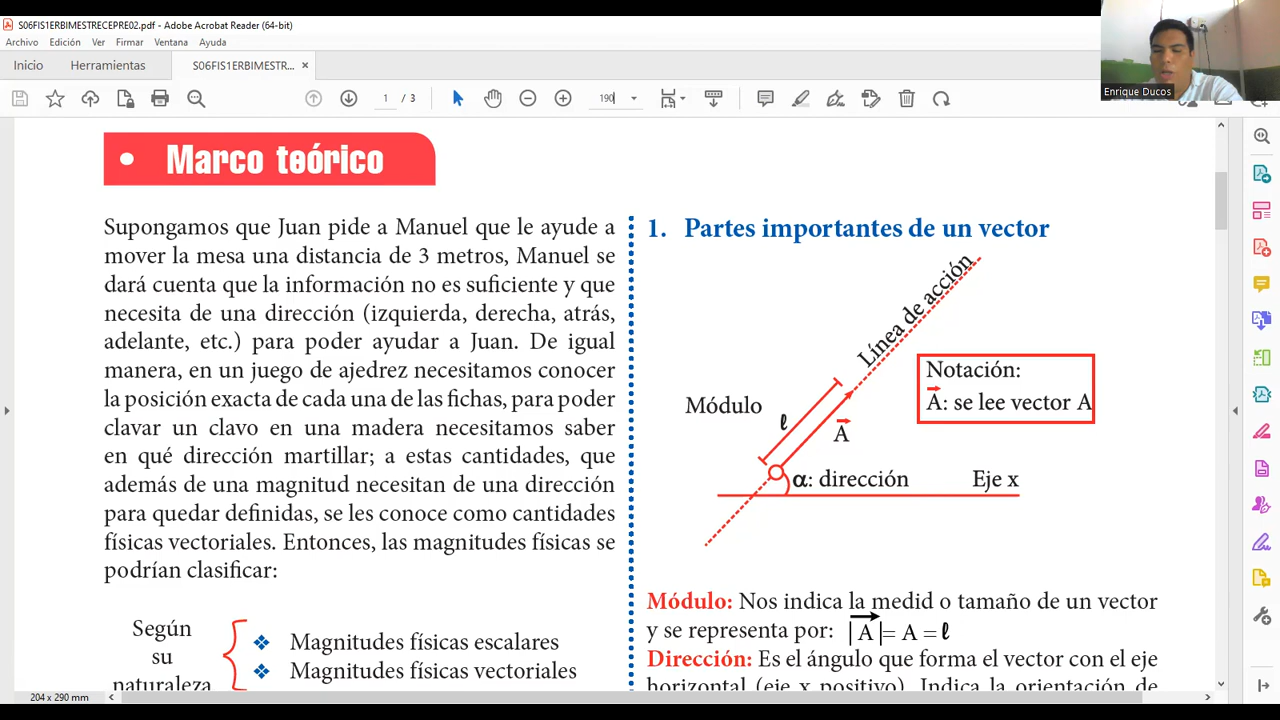 S06FIS1ERBIMESTRECEPRE02.pdf - Adobe Acrobat Reader (64-bit)
Archivo Edición Ver Firmar Ventana Ayuda
Inicio Herramientas S06FIS1ERBIMESTR... ×
1 / 3 190
Enrique Ducos
• Marco teórico
Supongamos que Juan pide a Manuel que le ayude a
mover la mesa una distancia de 3 metros, Manuel se
dará cuenta que la información no es suficiente y que
necesita de una dirección (izquierda, derecha, atrás,
adelante, etc.) para poder ayudar a Juan. De igual
manera, en un juego de ajedrez necesitamos conocer
la posición exacta de cada una de las fichas, para poder
clavar un clavo en una madera necesitamos saber
en qué dirección martillar; a estas cantidades, que
además de una magnitud necesitan de una dirección
para quedar definidas, se les conoce como cantidades
físicas vectoriales. Entonces, las magnitudes físicas se
podrían clasificar:
Según
su
naturaleza
❖ Magnitudes físicas escalares
❖ Magnitudes físicas vectoriales
1. Partes importantes de un vector
Línea de acción
Notación:
A⃗: se lee vector A
Módulo
ℓ
A⃗
α: dirección Eje x
Módulo: Nos indica la medid o tamaño de un vector
y se representa por: |A⃗|= A = ℓ
Dirección: Es el ángulo que forma el vector con el eje
horizontal (eje x positivo). Indica la orientación de
204 x 290 mm